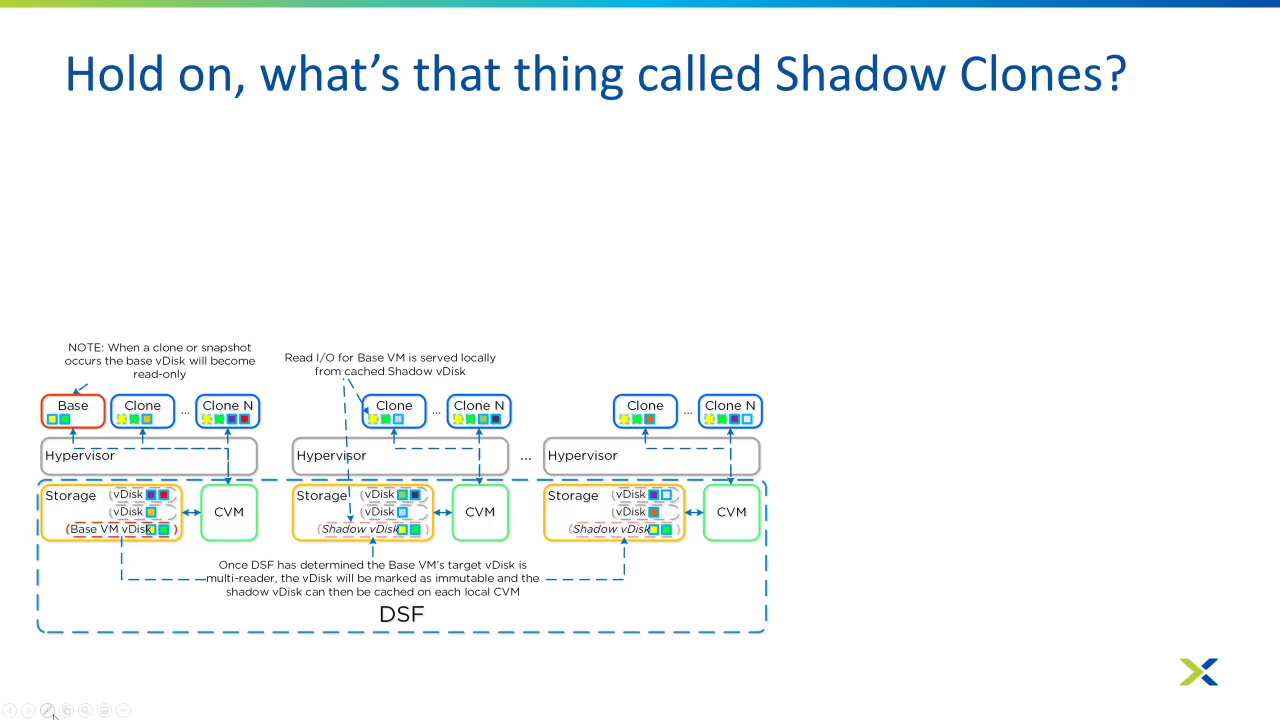 Hold on, what's that thing called Shadow Clones?
NOTE: When a clone or snapshot
occurs the base vDisk will become
read-only
Read I/O for Base VM is served locally
from cached Shadow vDisk
Base
Clone
...
Clone N
Clone
...
Clone N
Clone
...
Clone N
Hypervisor
Hypervisor
...
Hypervisor
Storage
vDisk
vDisk
Base VM vDisk
CVM
Storage
vDisk
vDisk
Shadow vDisk
CVM
Storage
vDisk
vDisk
Shadow vDisk
CVM
Once DSF has determined the Base VM's target vDisk is
multi-reader, the vDisk will be marked as immutable and the
shadow vDisk can then be cached on each local CVM
DSF